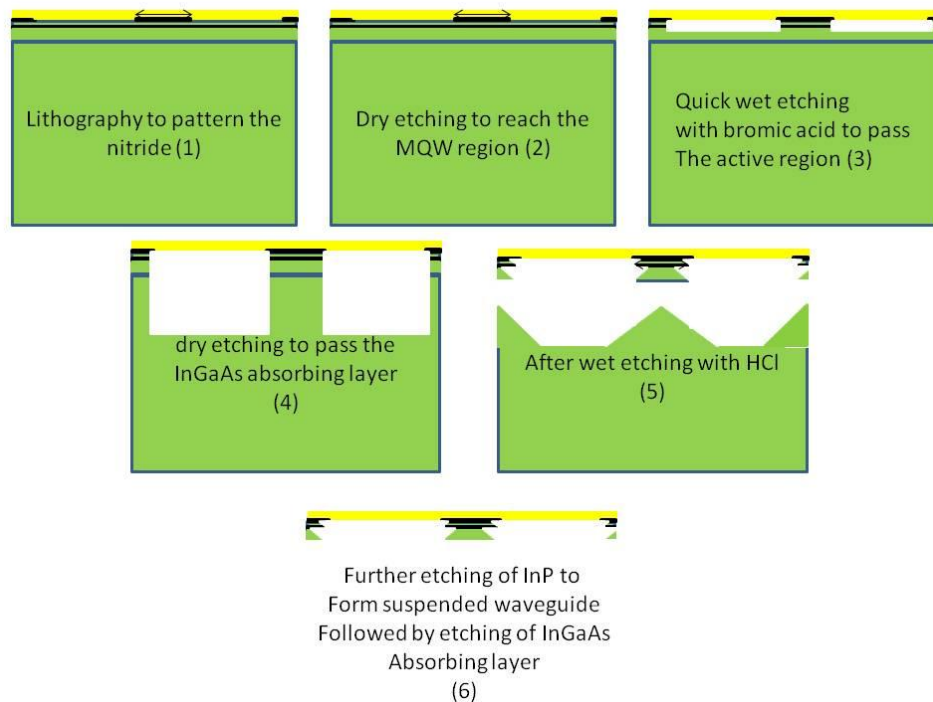 Lithography to pattern the
nitride (1)
Dry etching to reach the
MQW region (2)
Quick wet etching
with bromic acid to pass
The active region (3)
dry etching to pass the
InGaAs absorbing layer
(4)
After wet etching with HCl
(5)
Further etching of InP to
Form suspended waveguide
Followed by etching of InGaAs
Absorbing layer
(6)